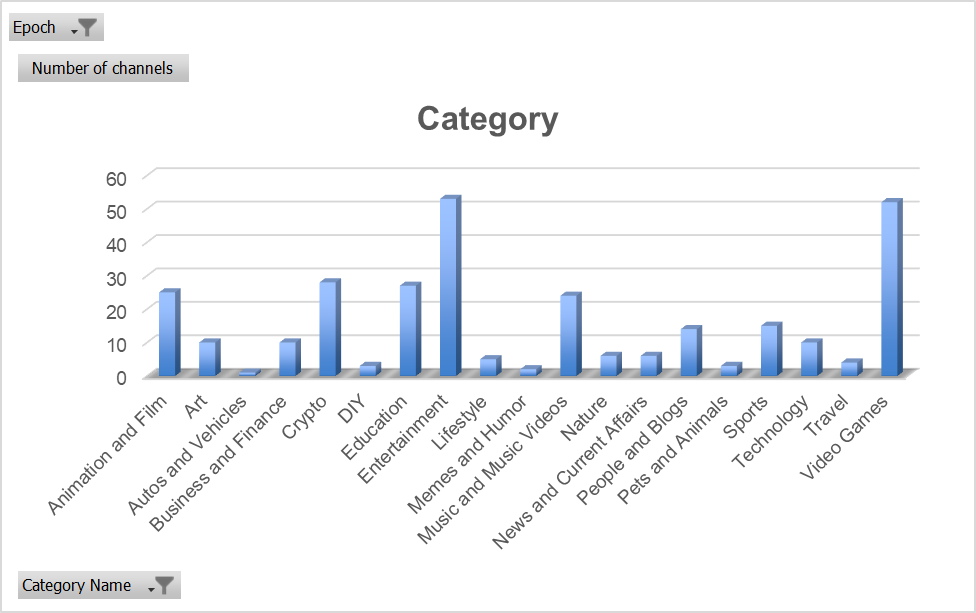 Epoch
Number of channels
Category
60
50
40
30
20
10
0
Animation and Film
Art
Autos and Vehicles
Business and Finance
Crypto
DIY
Education
Entertainment
Lifestyle
Memes and Humor
Music and Music Videos
Nature
News and Current Affairs
People and Blogs
Pets and Animals
Sports
Technology
Travel
Video Games
Category Name